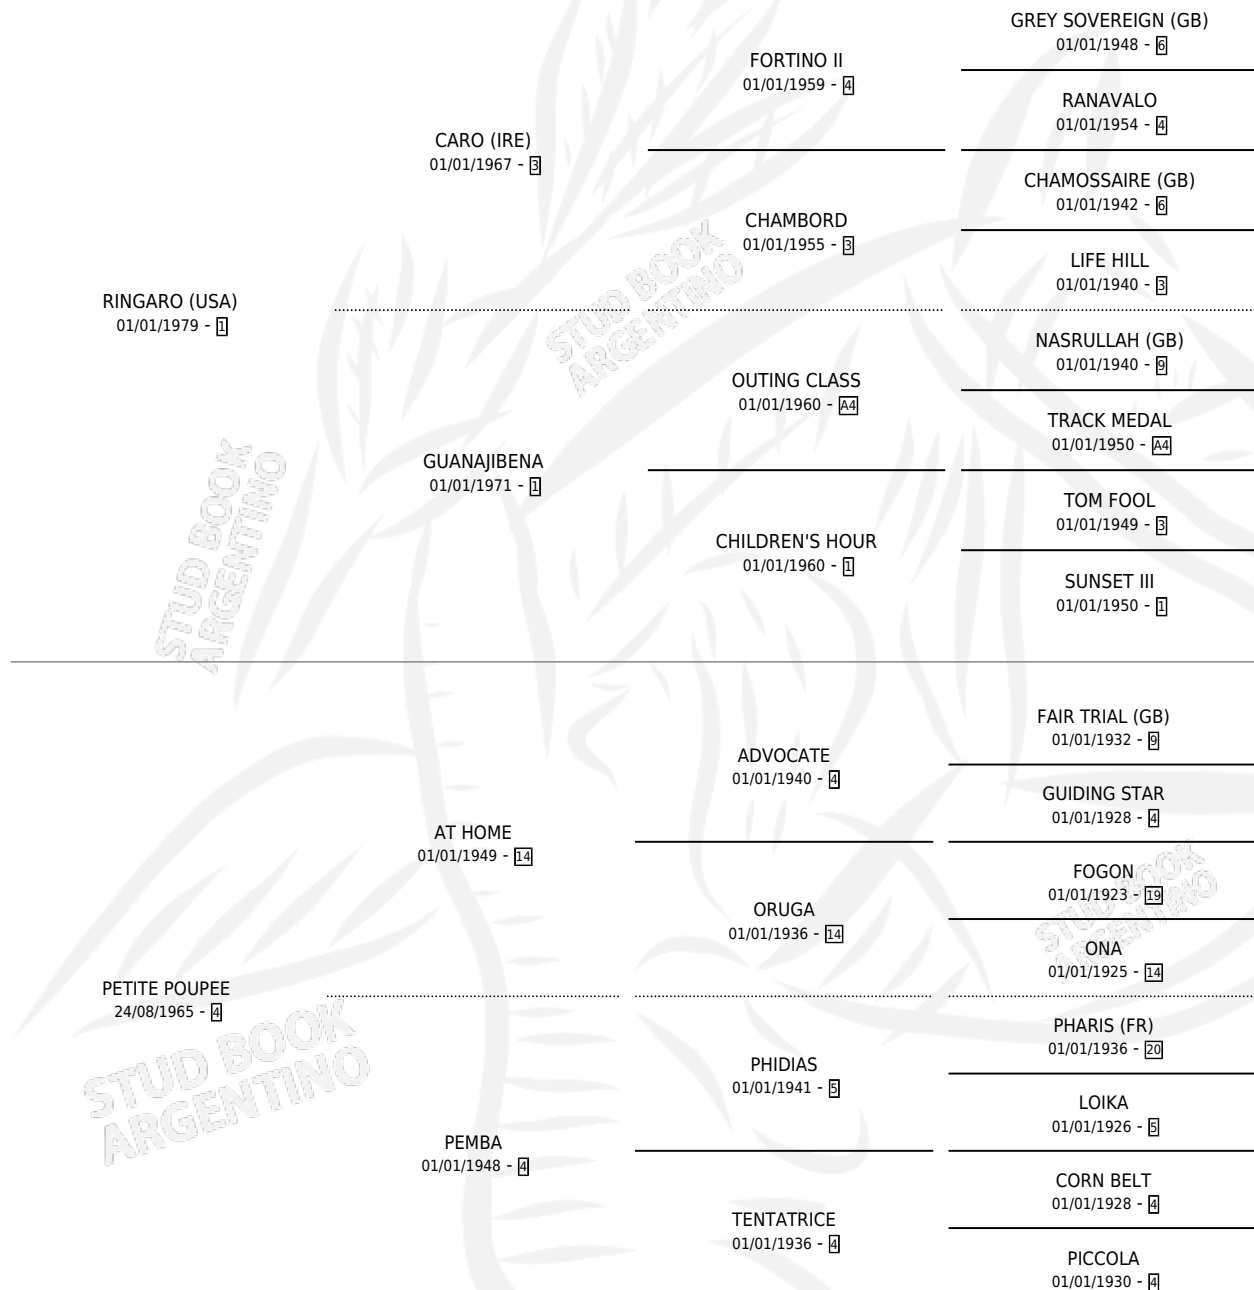 GREY SOVEREIGN (GB)
01/01/1948 - 6
FORTINO II
01/01/1959 - 4
RANAVALO
01/01/1954 - 4
CARO (IRE)
01/01/1967 - 3
CHAMOSSAIRE (GB)
01/01/1942 - 6
CHAMBORD
01/01/1955 - 3
LIFE HILL
01/01/1940 - 3
RINGARO (USA)
01/01/1979 - 1
NASRULLAH (GB)
01/01/1940 - 9
OUTING CLASS
01/01/1960 - A4
TRACK MEDAL
01/01/1950 - A4
GUANAJIBENA
01/01/1971 - 1
TOM FOOL
01/01/1949 - 3
CHILDREN'S HOUR
01/01/1960 - 1
SUNSET III
01/01/1950 - 1
STUD BOOK
ARGENTINO
STUD BOOK
ARGENTINO
FAIR TRIAL (GB)
01/01/1932 - 9
ADVOCATE
01/01/1940 - 4
GUIDING STAR
01/01/1928 - 4
AT HOME
01/01/1949 - 14
FOGON
01/01/1923 - 19
ORUGA
01/01/1936 - 14
ONA
01/01/1925 - 14
PETITE POUPEE
24/08/1965 - 4
PHARIS (FR)
01/01/1936 - 20
PHIDIAS
01/01/1941 - 5
LOIKA
01/01/1926 - 5
PEMBA
01/01/1948 - 4
CORN BELT
01/01/1928 - 4
TENTATRICE
01/01/1936 - 4
PICCOLA
01/01/1930 - 4
STUD BOOK
ARGENTINO
STUD BOOK
ARGENTINO